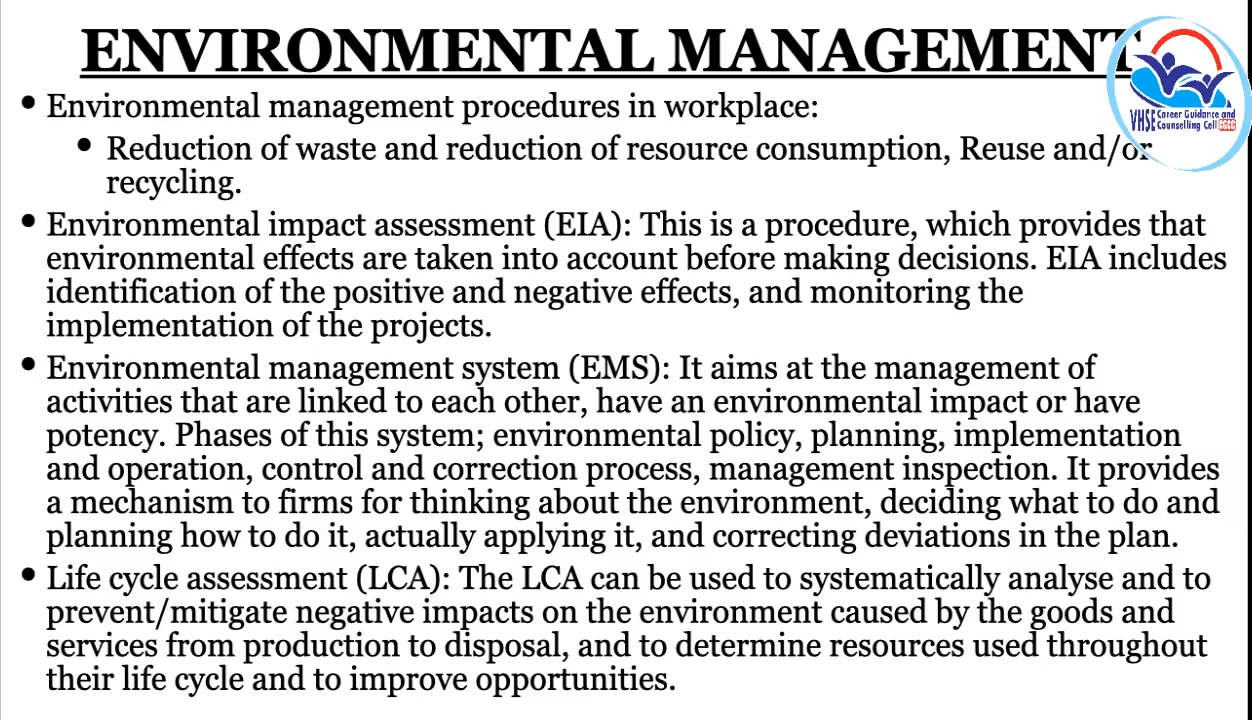 ENVIRONMENTAL MANAGEMENT
VHSE Career Guidance and
Counselling Cell CGCC
• Environmental management procedures in workplace:
• Reduction of waste and reduction of resource consumption, Reuse and/or
recycling.
• Environmental impact assessment (EIA): This is a procedure, which provides that
environmental effects are taken into account before making decisions. EIA includes
identification of the positive and negative effects, and monitoring the
implementation of the projects.
• Environmental management system (EMS): It aims at the management of
activities that are linked to each other, have an environmental impact or have
potency. Phases of this system; environmental policy, planning, implementation
and operation, control and correction process, management inspection. It provides
a mechanism to firms for thinking about the environment, deciding what to do and
planning how to do it, actually applying it, and correcting deviations in the plan.
• Life cycle assessment (LCA): The LCA can be used to systematically analyse and to
prevent/mitigate negative impacts on the environment caused by the goods and
services from production to disposal, and to determine resources used throughout
their life cycle and to improve opportunities.